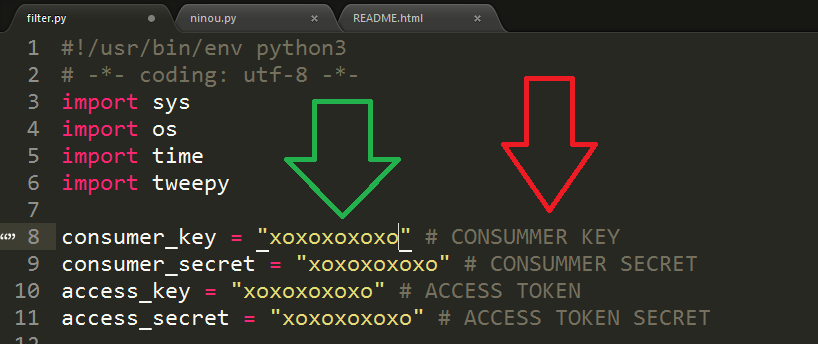 filter.py ninou.py README.html
1 #!/usr/bin/env python3
2 # -*- coding: utf-8 -*-
3 import sys
4 import os
5 import time
6 import tweepy
7
8 consumer_key = "xoxoxoxoxo" # CONSUMMER KEY
9 consumer_secret = "xoxoxoxoxo" # CONSUMMER SECRET
10 access_key = "xoxoxoxoxo" # ACCESS TOKEN
11 access_secret = "xoxoxoxoxo" # ACCESS TOKEN SECRET
12